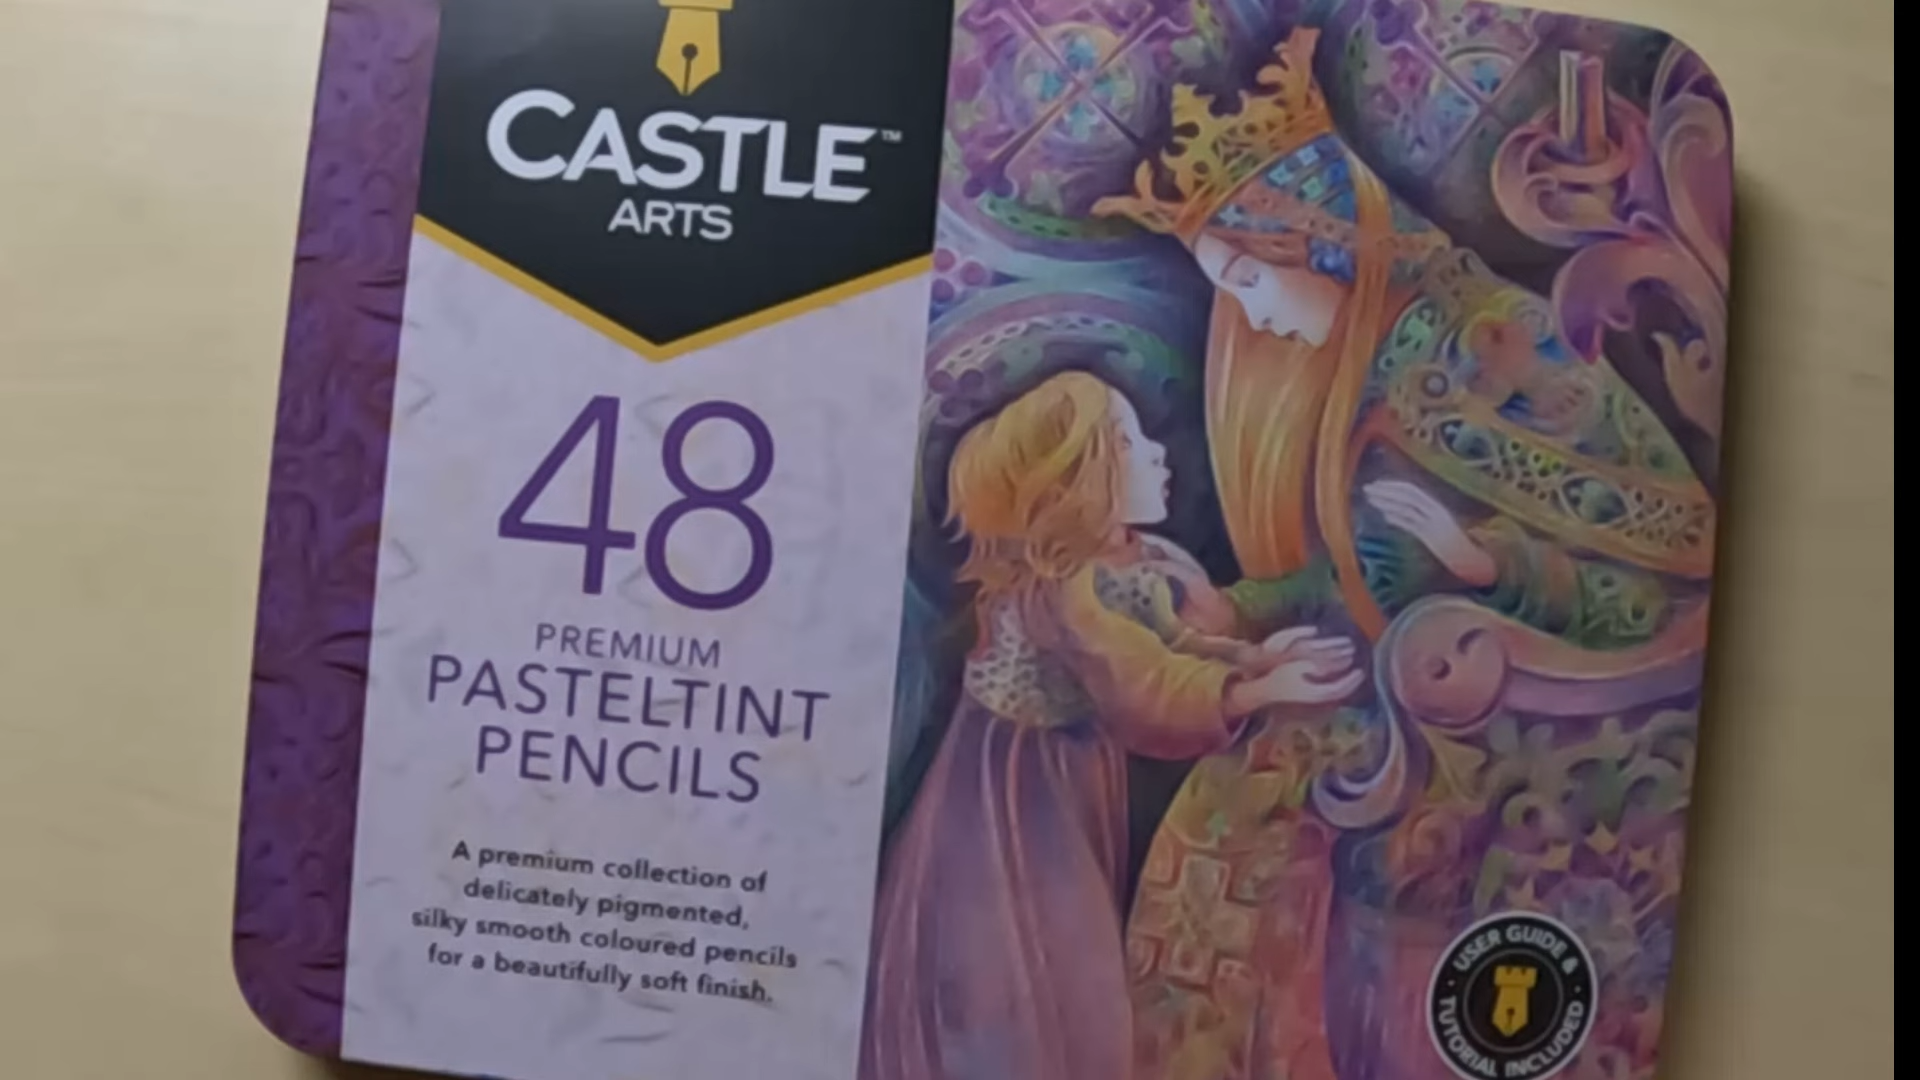 CASTLE™
ARTS
48
PREMIUM
PASTELTINT
PENCILS
A premium collection of
delicately pigmented,
silky smooth coloured pencils
for a beautifully soft finish.
USER GUIDE &
TUTORIAL INCLUDED